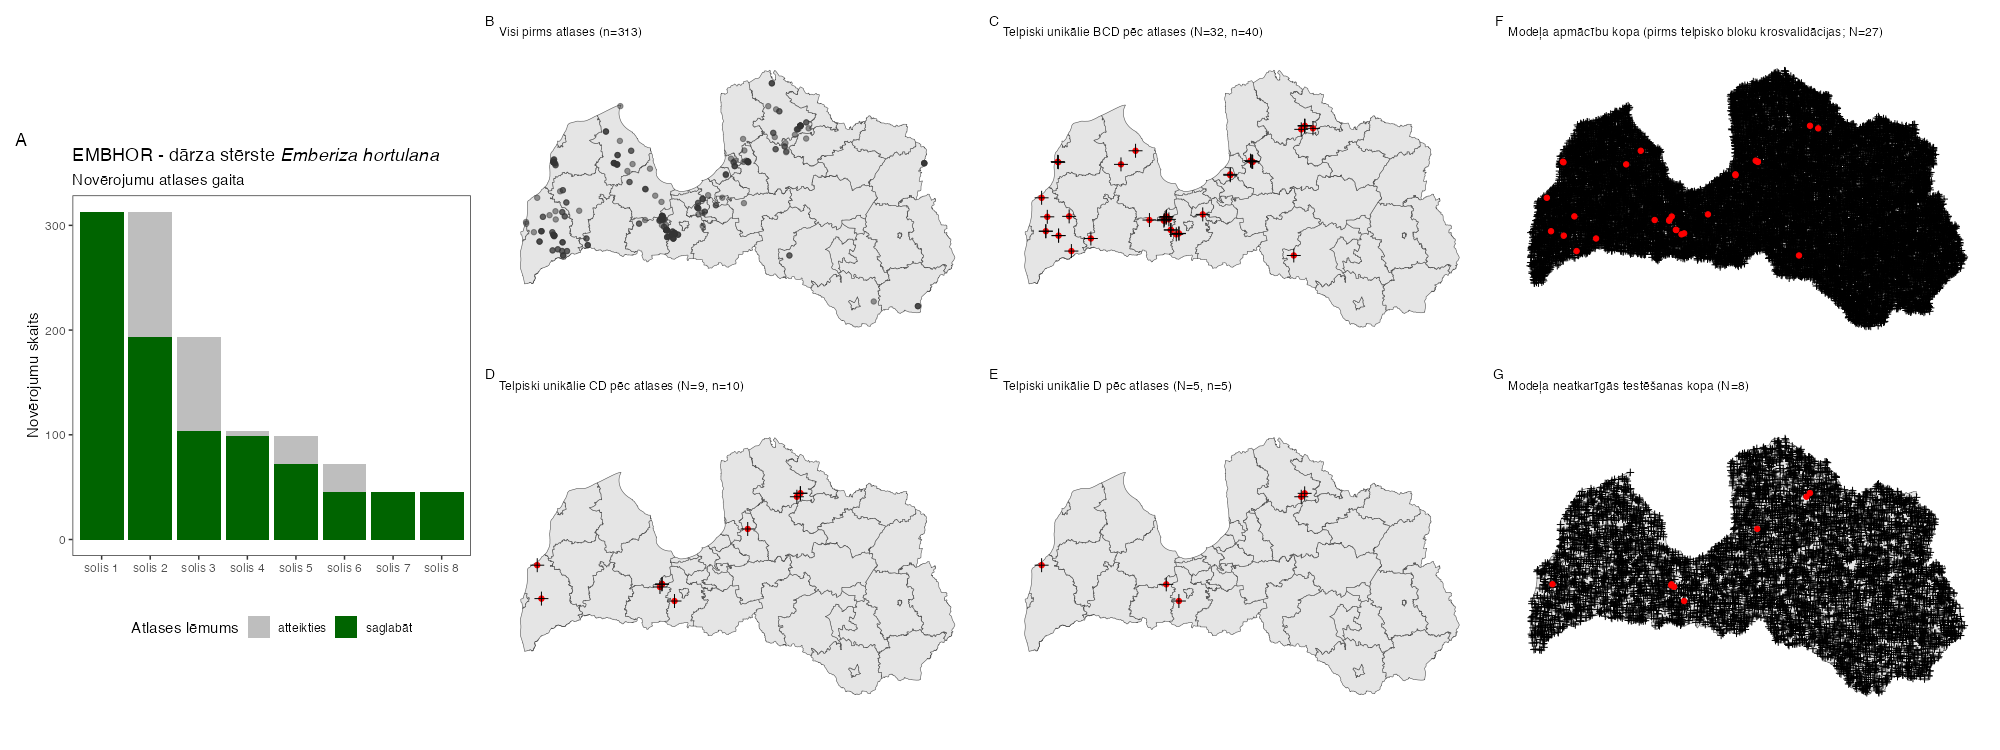 A
EMBHOR - dārza stērste Emberiza hortulana
Novērojumu atlases gaita
Novērojumu skaits
300
200
100
0
solis 1 solis 2 solis 3 solis 4 solis 5 solis 6 solis 7 solis 8
Atlases lēmums atteikties saglabāt
B
Visi pirms atlases (n=313)
C
Telpiski unikālie BCD pēc atlases (N=32, n=40)
F
Modeļa apmācību kopa (pirms telpisko bloku krosvalidācijas; N=27)
D
Telpiski unikālie CD pēc atlases (N=9, n=10)
E
Telpiski unikālie D pēc atlases (N=5, n=5)
G
Modeļa neatkarīgās testēšanas kopa (N=8)